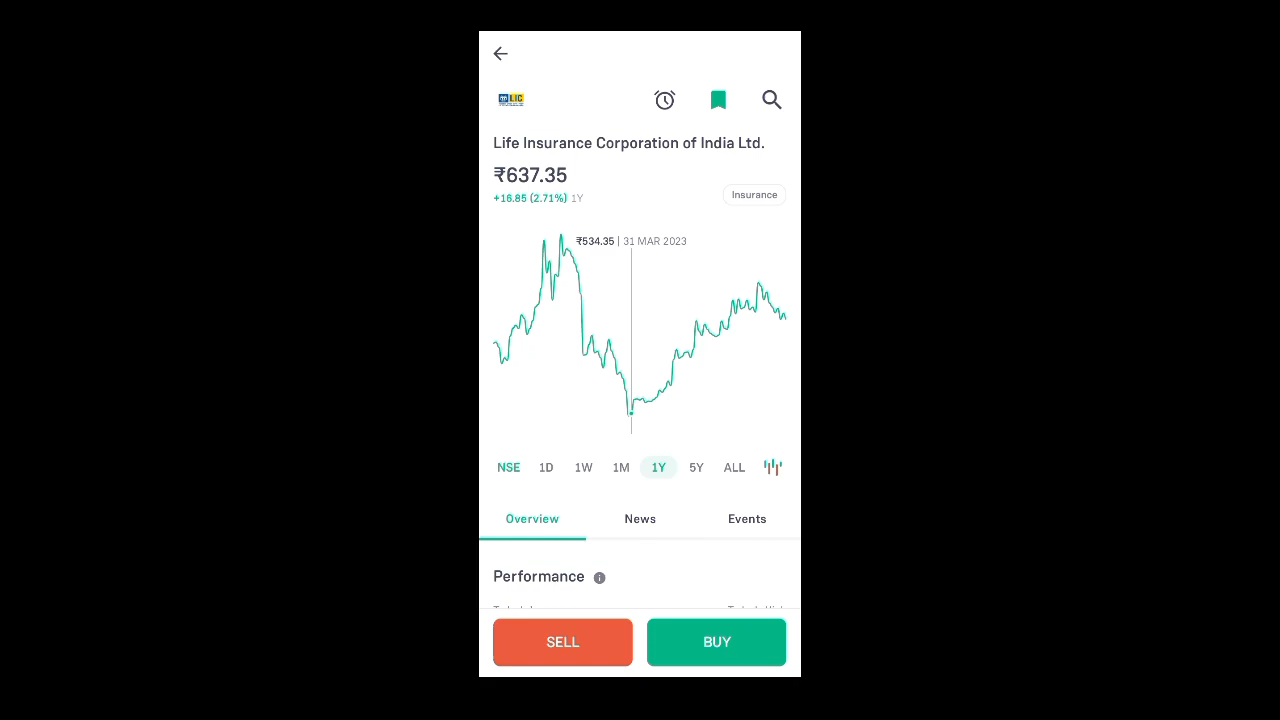 LIC
Life Insurance Corporation of India Ltd.
₹637.35
+16.85 (2.71%) 1Y
Insurance
₹534.35 | 31 MAR 2023
NSE 1D 1W 1M 1Y 5Y ALL
Overview News Events
Performance
SELL BUY